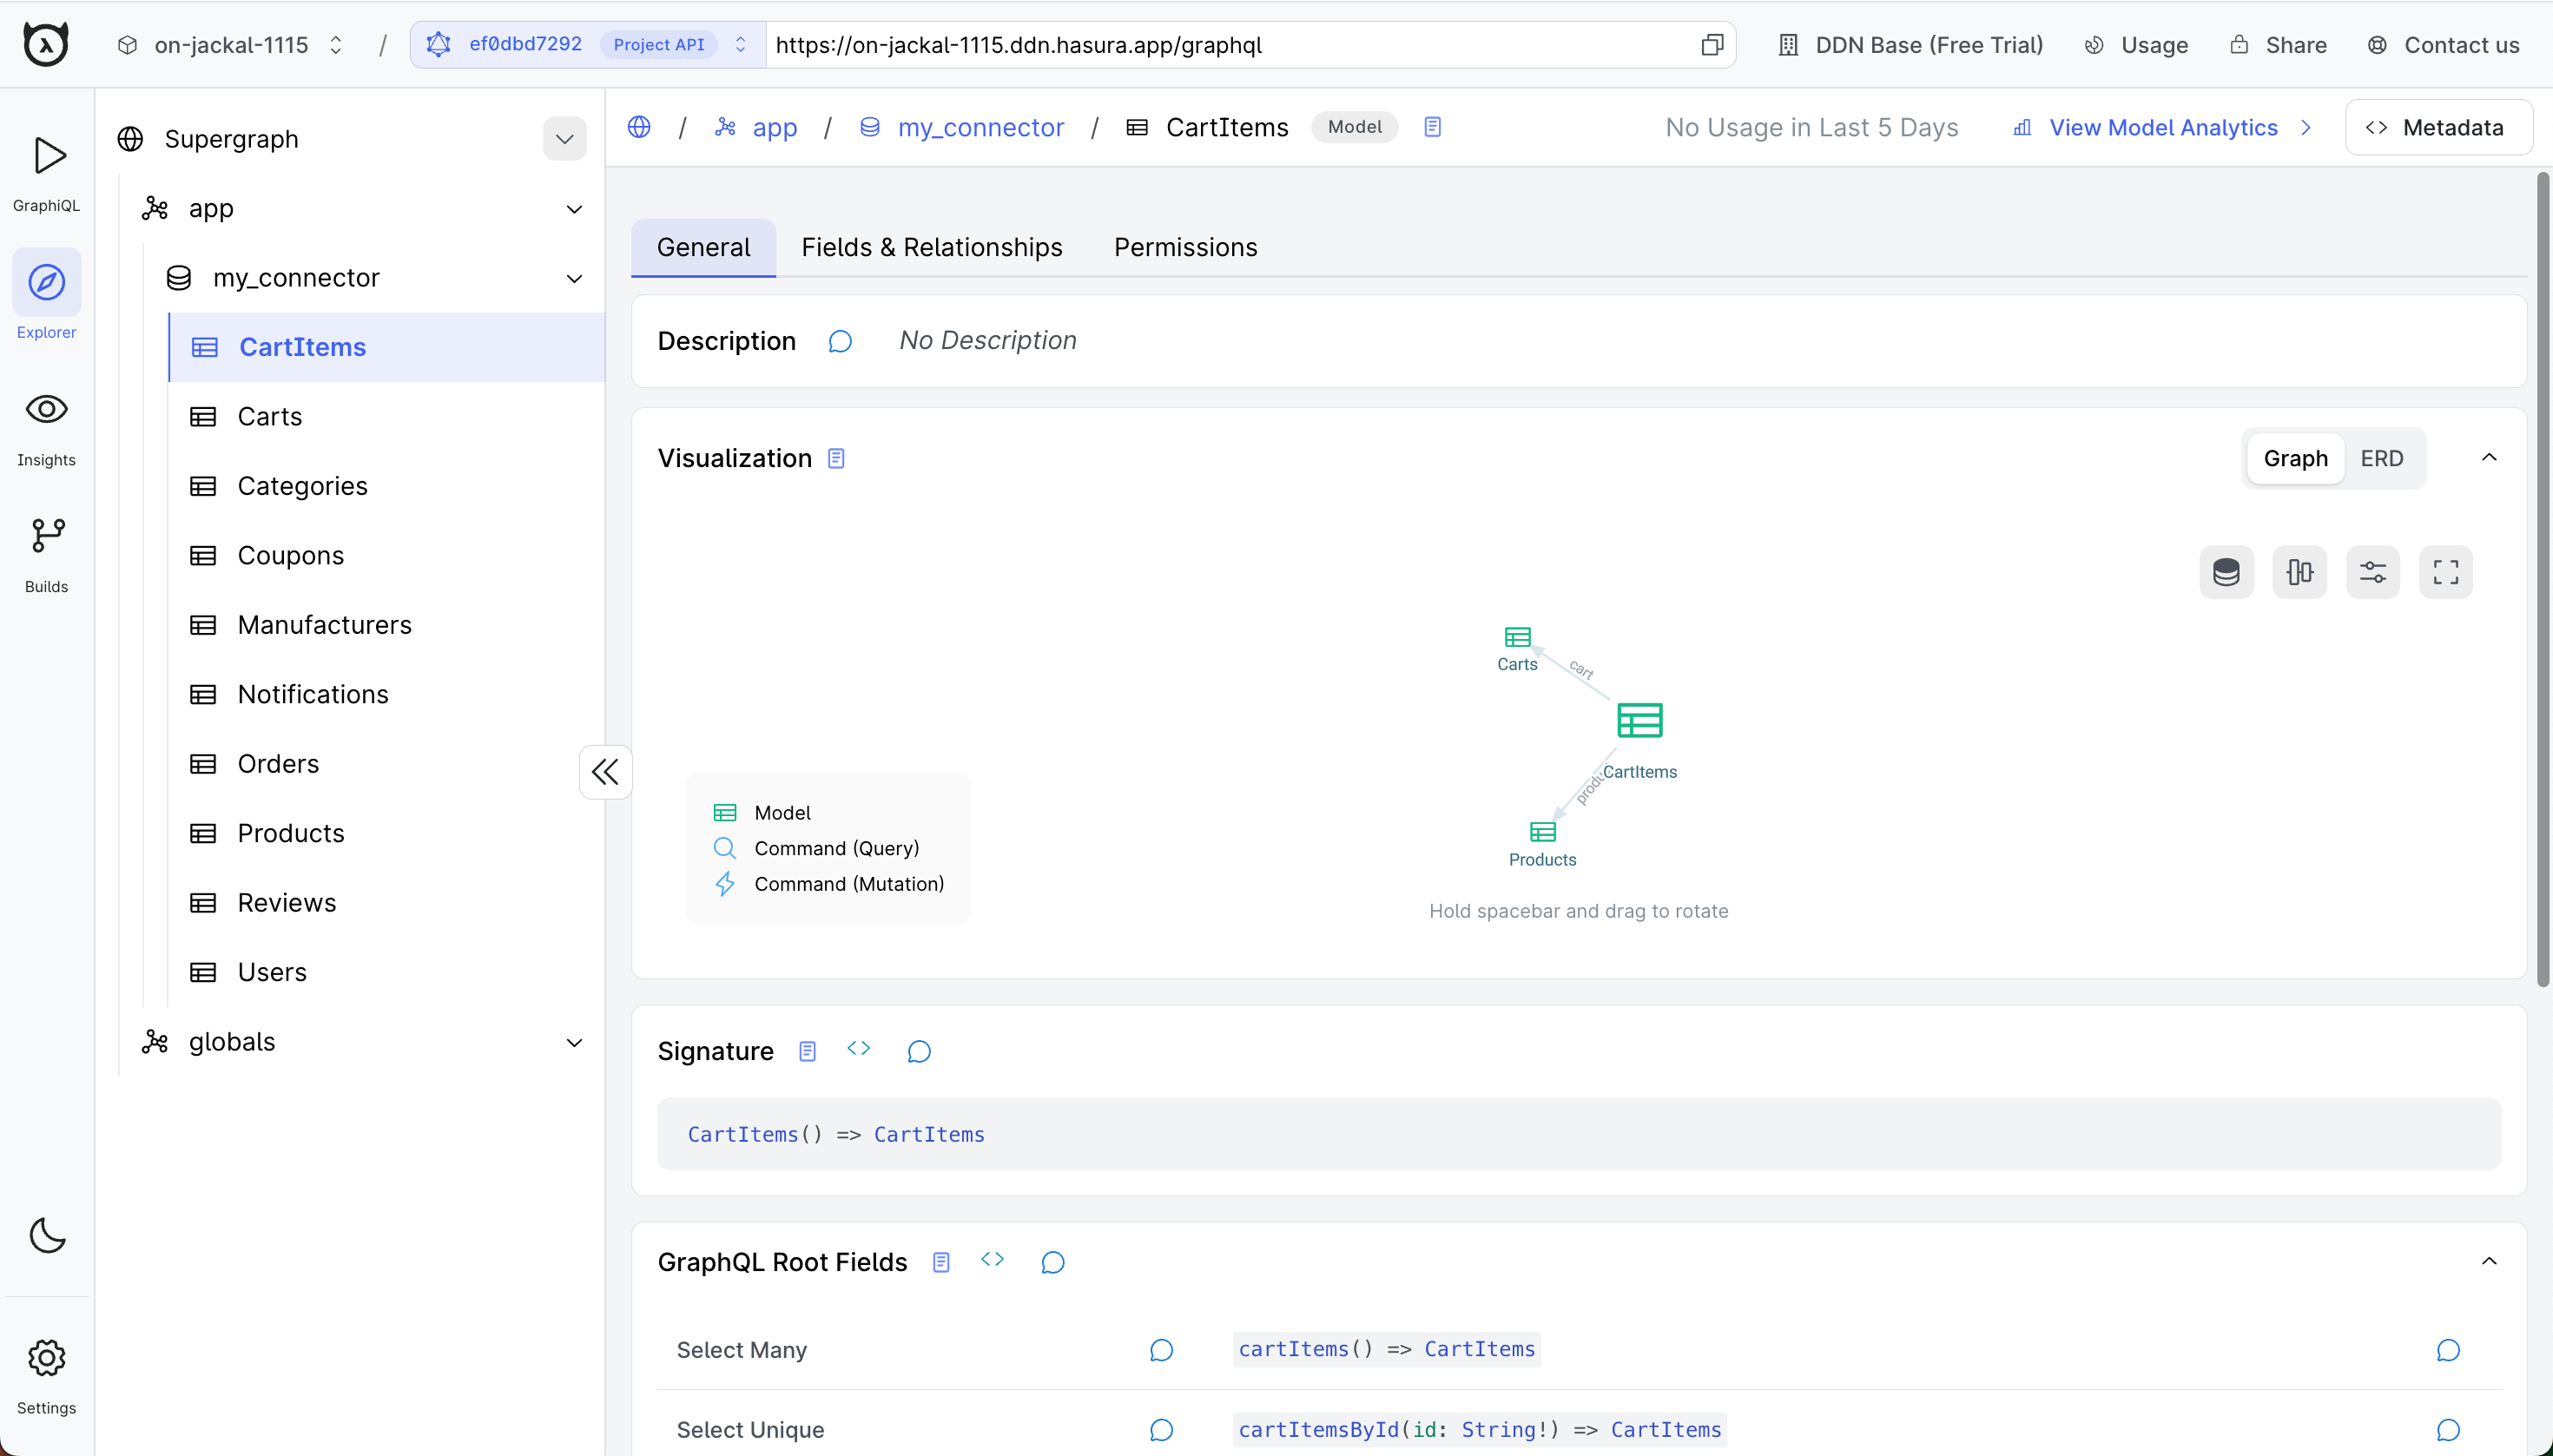 on-jackal-1115 / ef0dbd7292 Project API https://on-jackal-1115.ddn.hasura.app/graphql DDN Base (Free Trial) Usage Share Contact us
GraphiQL
Explorer
Insights
Builds
Settings
Supergraph
app
my_connector
CartItems
Carts
Categories
Coupons
Manufacturers
Notifications
Orders
Products
Reviews
Users
globals
/ app / my_connector / CartItems Model No Usage in Last 5 Days View Model Analytics <> Metadata
General Fields & Relationships Permissions
Description No Description
Visualization Graph ERD
Carts
cart
CartItems
Products
Model
Command (Query)
Command (Mutation)
Hold spacebar and drag to rotate
Signature <>
CartItems() => CartItems
GraphQL Root Fields <>
Select Many cartItems() => CartItems
Select Unique cartItemsById(id: String!) => CartItems